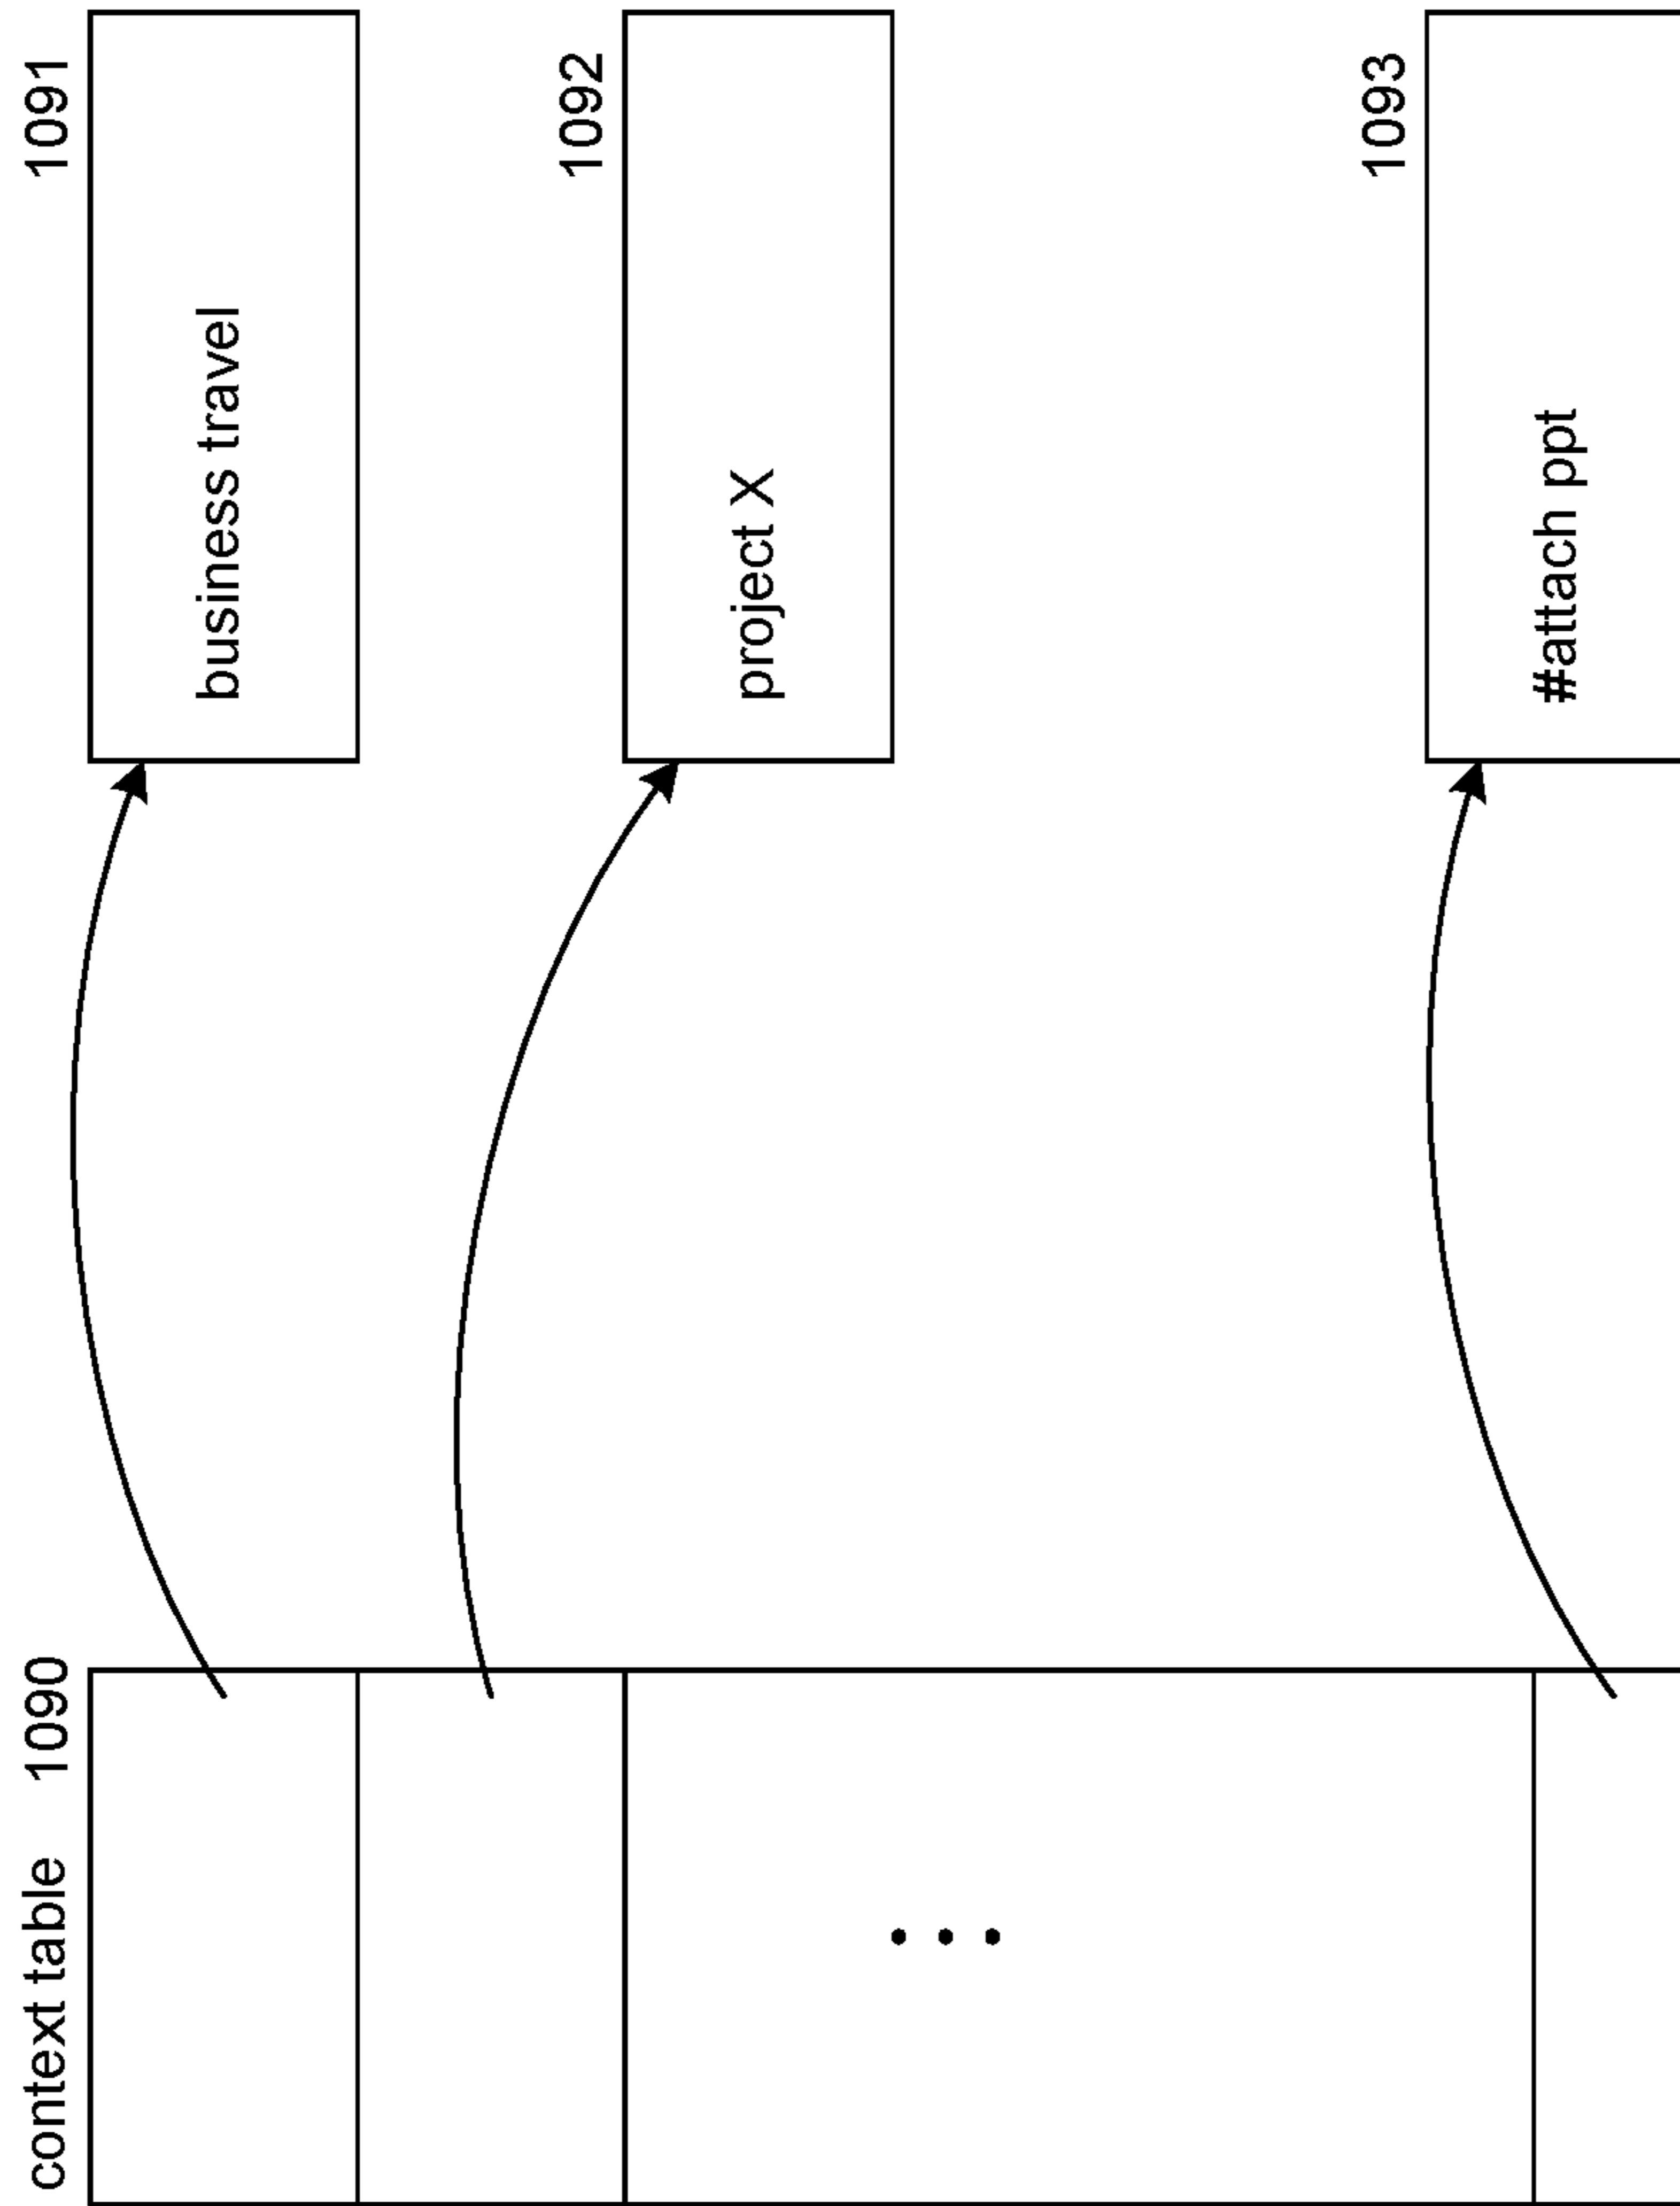 context table 1090
1091
business travel
1092
project X
1093
#attach ppt